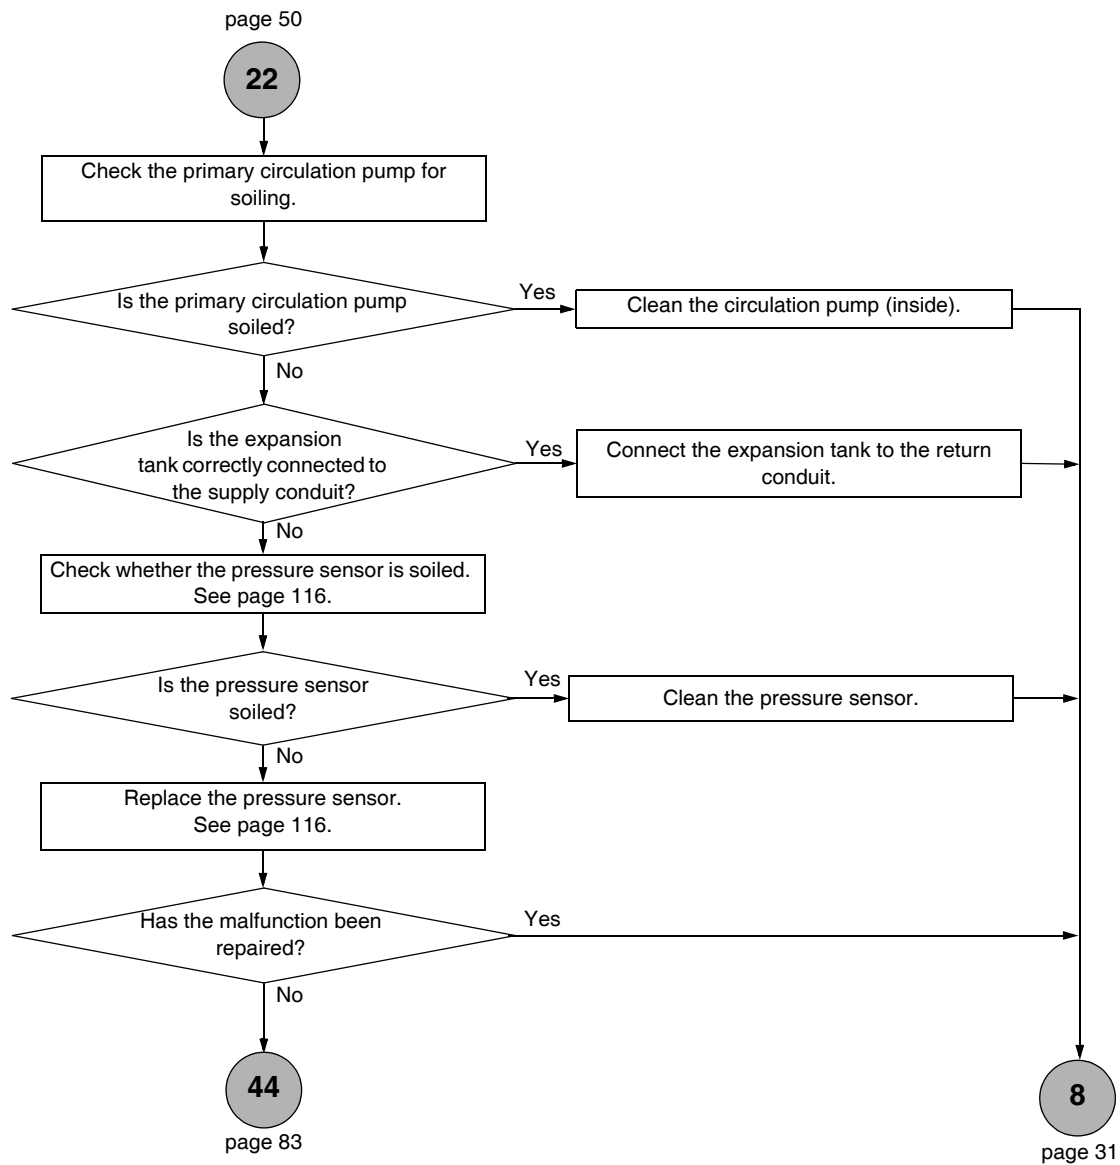 page 50
22
Check the primary circulation pump for
soiling.
Is the primary circulation pump
soiled?
Yes
Clean the circulation pump (inside).
No
Is the expansion
tank correctly connected to
the supply conduit?
Yes
Connect the expansion tank to the return
conduit.
No
Check whether the pressure sensor is soiled.
See page 116.
Is the pressure sensor
soiled?
Yes
Clean the pressure sensor.
No
Replace the pressure sensor.
See page 116.
Has the malfunction been
repaired?
Yes
No
44
page 83
8
page 31